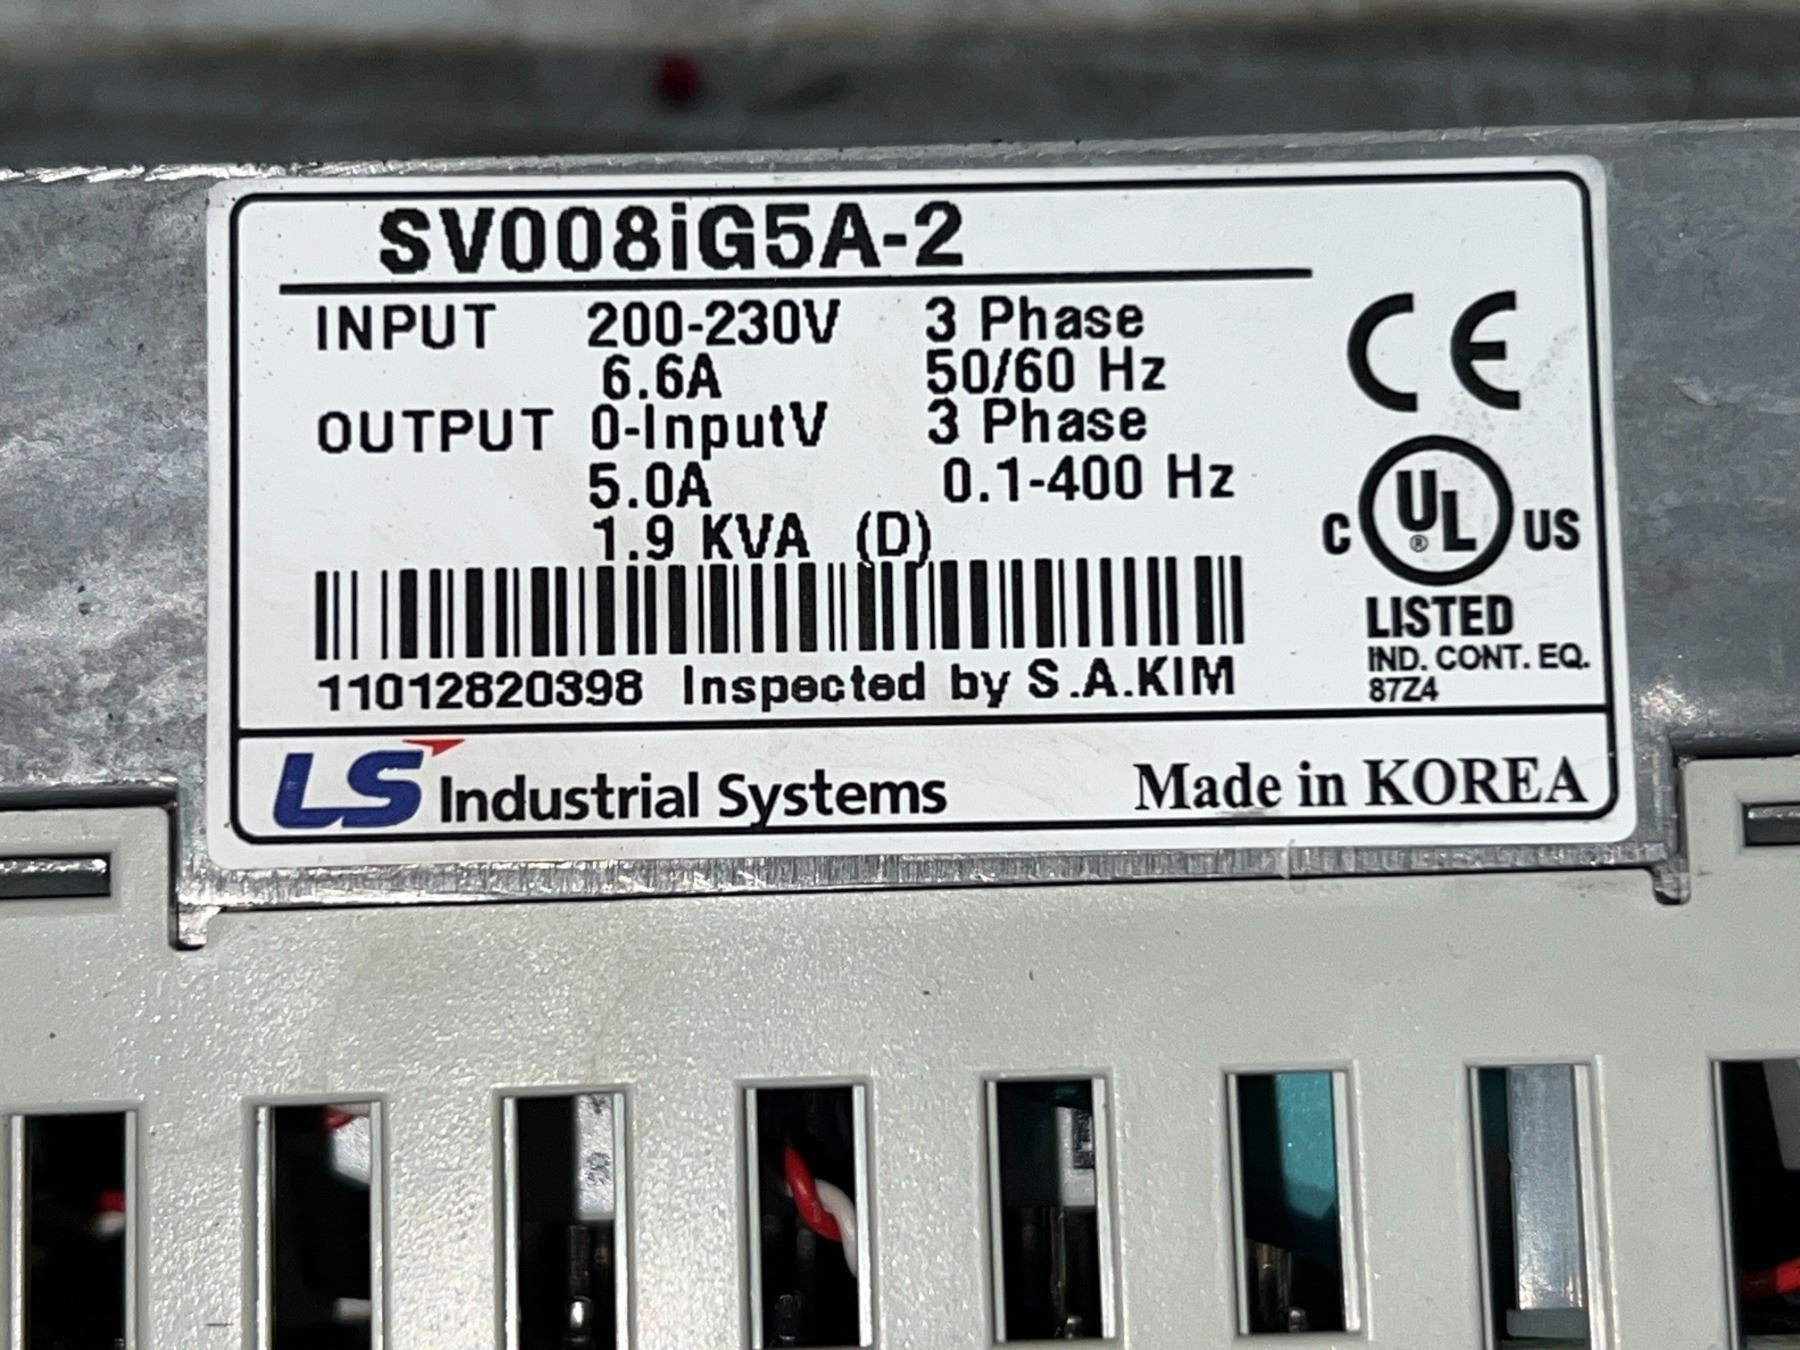 SV008iG5A-2
INPUT 200-230V 3 Phase
6.6A 50/60 Hz
OUTPUT 0-InputV 3 Phase
5.0A 0.1-400 Hz
1.9 KVA (D)
11012820398 Inspected by S.A.KIM
CE
C UL® US
LISTED
IND. CONT. EQ.
87Z4
LS Industrial Systems Made in KOREA